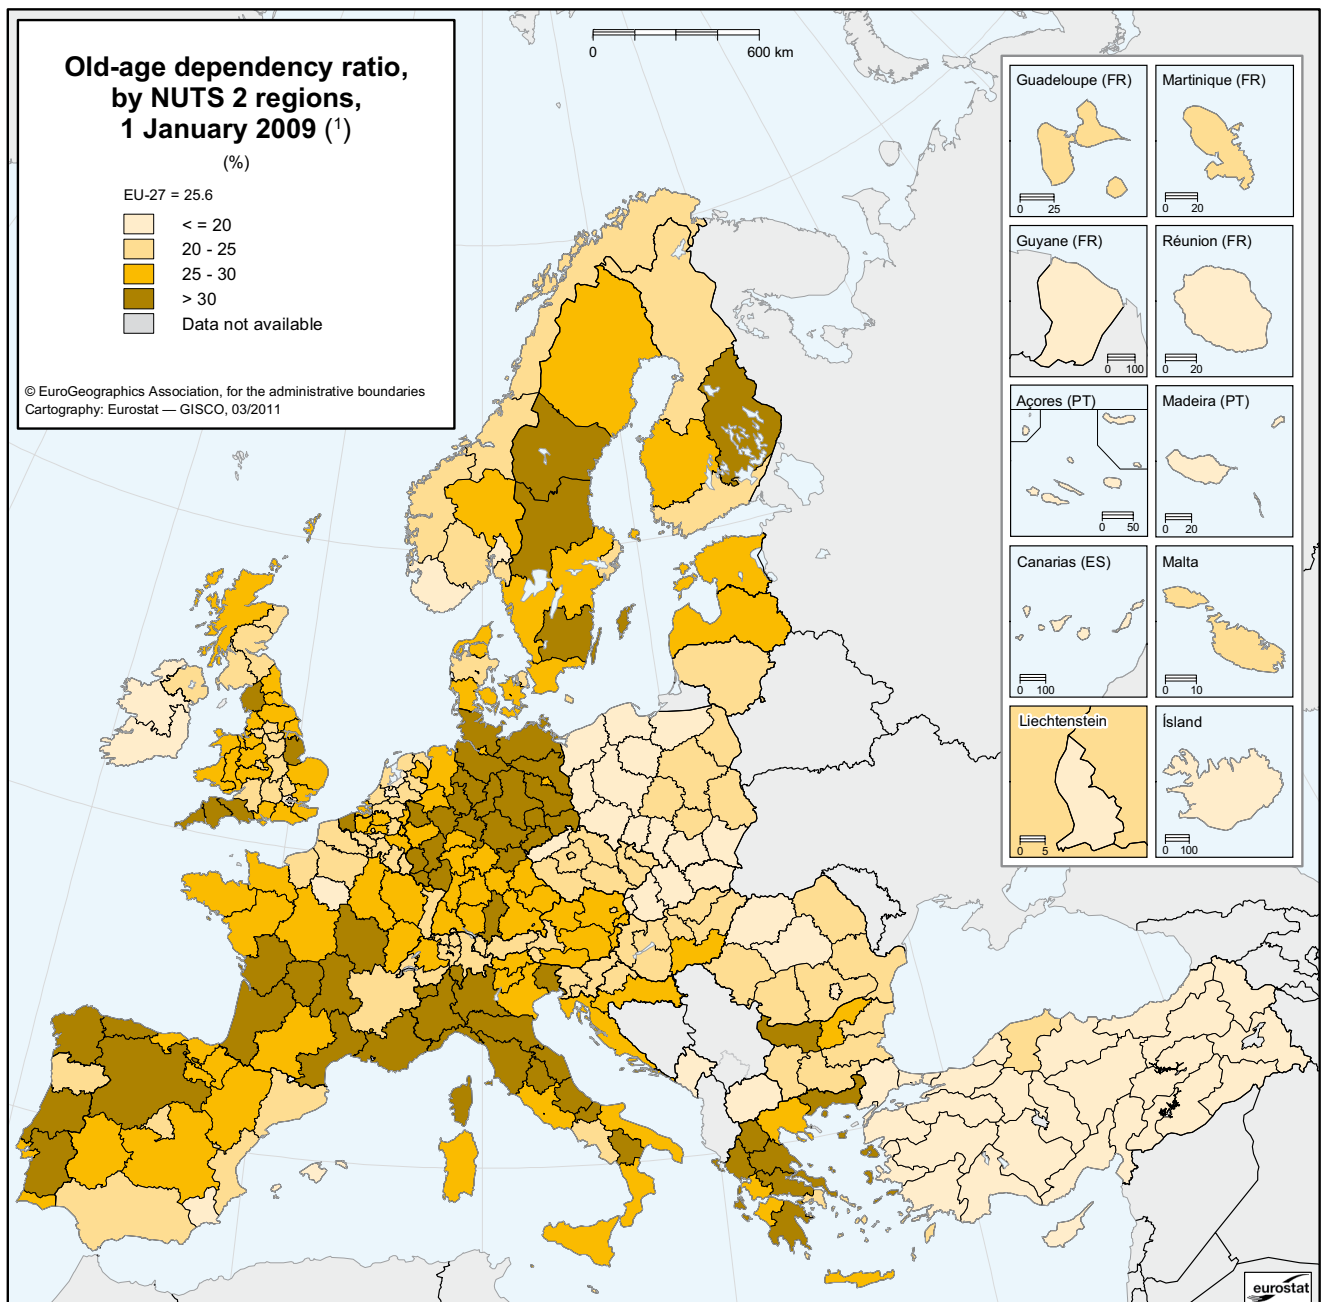 Old-age dependency ratio,
by NUTS 2 regions,
1 January 2009 (¹)
(%)
EU-27 = 25.6
< = 20
20 - 25
25 - 30
> 30
Data not available
© EuroGeographics Association, for the administrative boundaries
Cartography: Eurostat — GISCO, 03/2011
0 600 km
Guadeloupe (FR)
0 25
Martinique (FR)
0 20
Guyane (FR)
0 100
Réunion (FR)
0 20
Açores (PT)
0 50
Madeira (PT)
0 20
Canarias (ES)
0 100
Malta
0 10
Liechtenstein
0 5
Ísland
0 100
eurostat